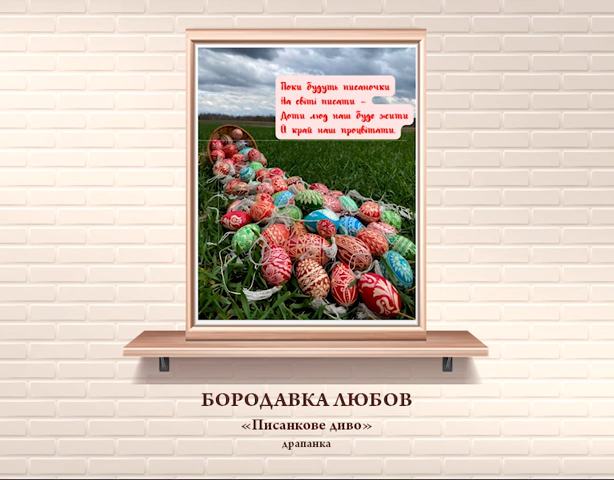 Поки будуть писаночки
На світі писати –
Доти люд наш буде жити
Й край наш процвітати.
БОРОДАВКА ЛЮБОВ
«Писанкове диво»
драпанка